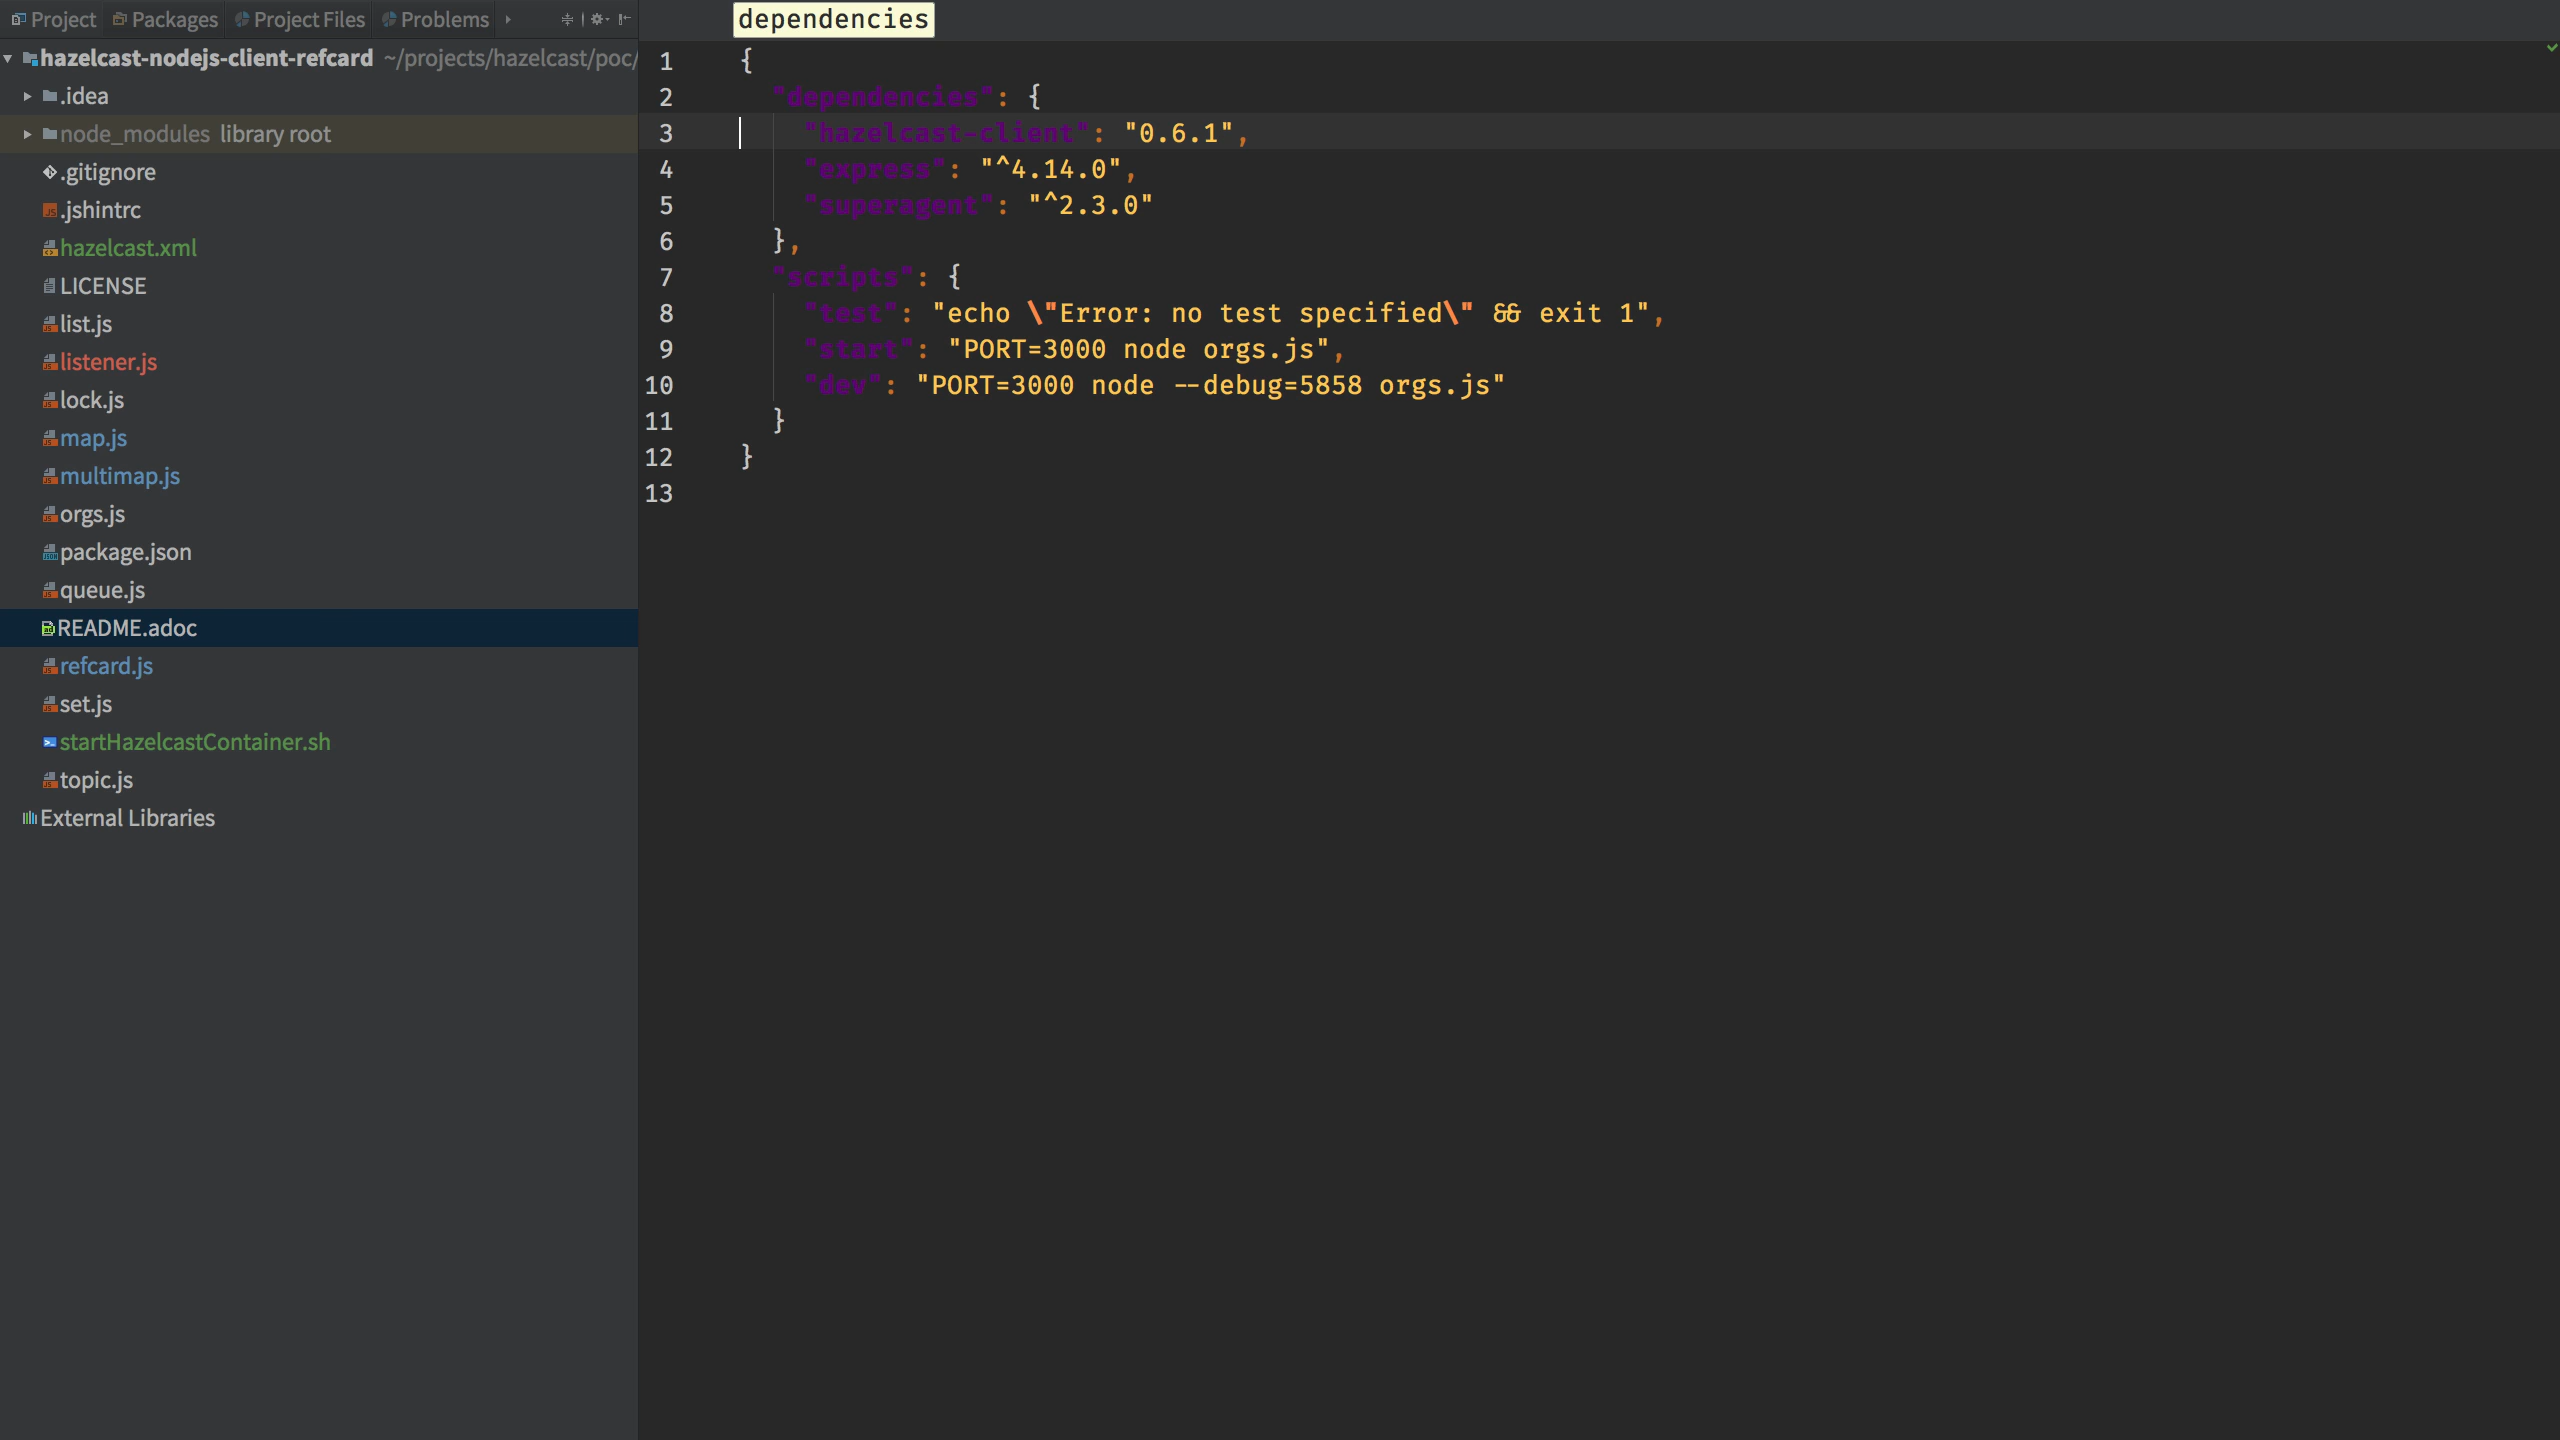 Project Packages Project Files Problems
hazelcast-nodejs-client-refcard ~/projects/hazelcast/poc/
.idea
node_modules library root
.gitignore
.jshintrc
hazelcast.xml
LICENSE
list.js
listener.js
lock.js
map.js
multimap.js
orgs.js
package.json
queue.js
README.adoc
refcard.js
set.js
startHazelcastContainer.sh
topic.js
External Libraries
dependencies
1 {
2 "dependencies": {
3 "hazelcast-client": "0.6.1",
4 "express": "^4.14.0",
5 "superagent": "^2.3.0"
6 },
7 "scripts": {
8 "test": "echo \"Error: no test specified\" && exit 1",
9 "start": "PORT=3000 node orgs.js",
10 "dev": "PORT=3000 node --debug=5858 orgs.js"
11 }
12 }
13